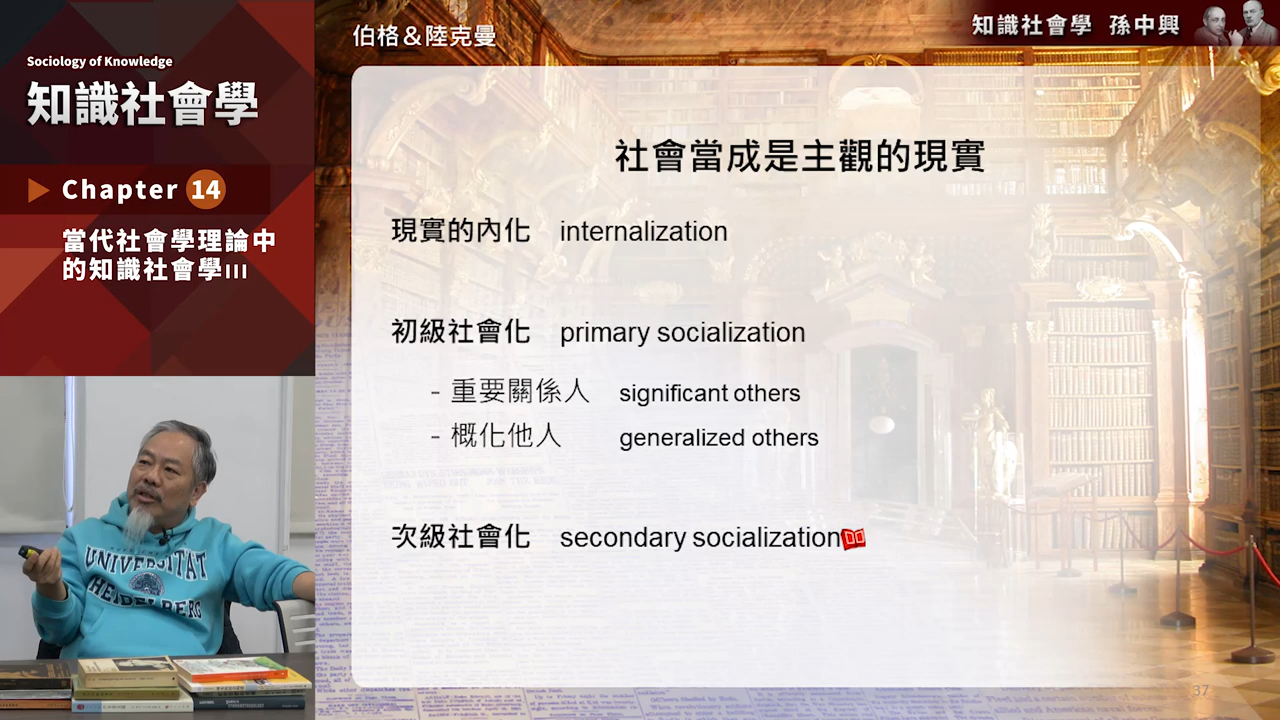 Sociology of Knowledge
知識社會學
Chapter 14
當代社會學理論中
的知識社會學III
伯格＆陸克曼
知識社會學 孫中興
社會當成是主觀的現實
現實的內化 internalization
初級社會化 primary socialization
- 重要關係人 significant others
- 概化他人 generalized others
次級社會化 secondary socialization
37
UNIVERSITÄT
HEIDELBERG